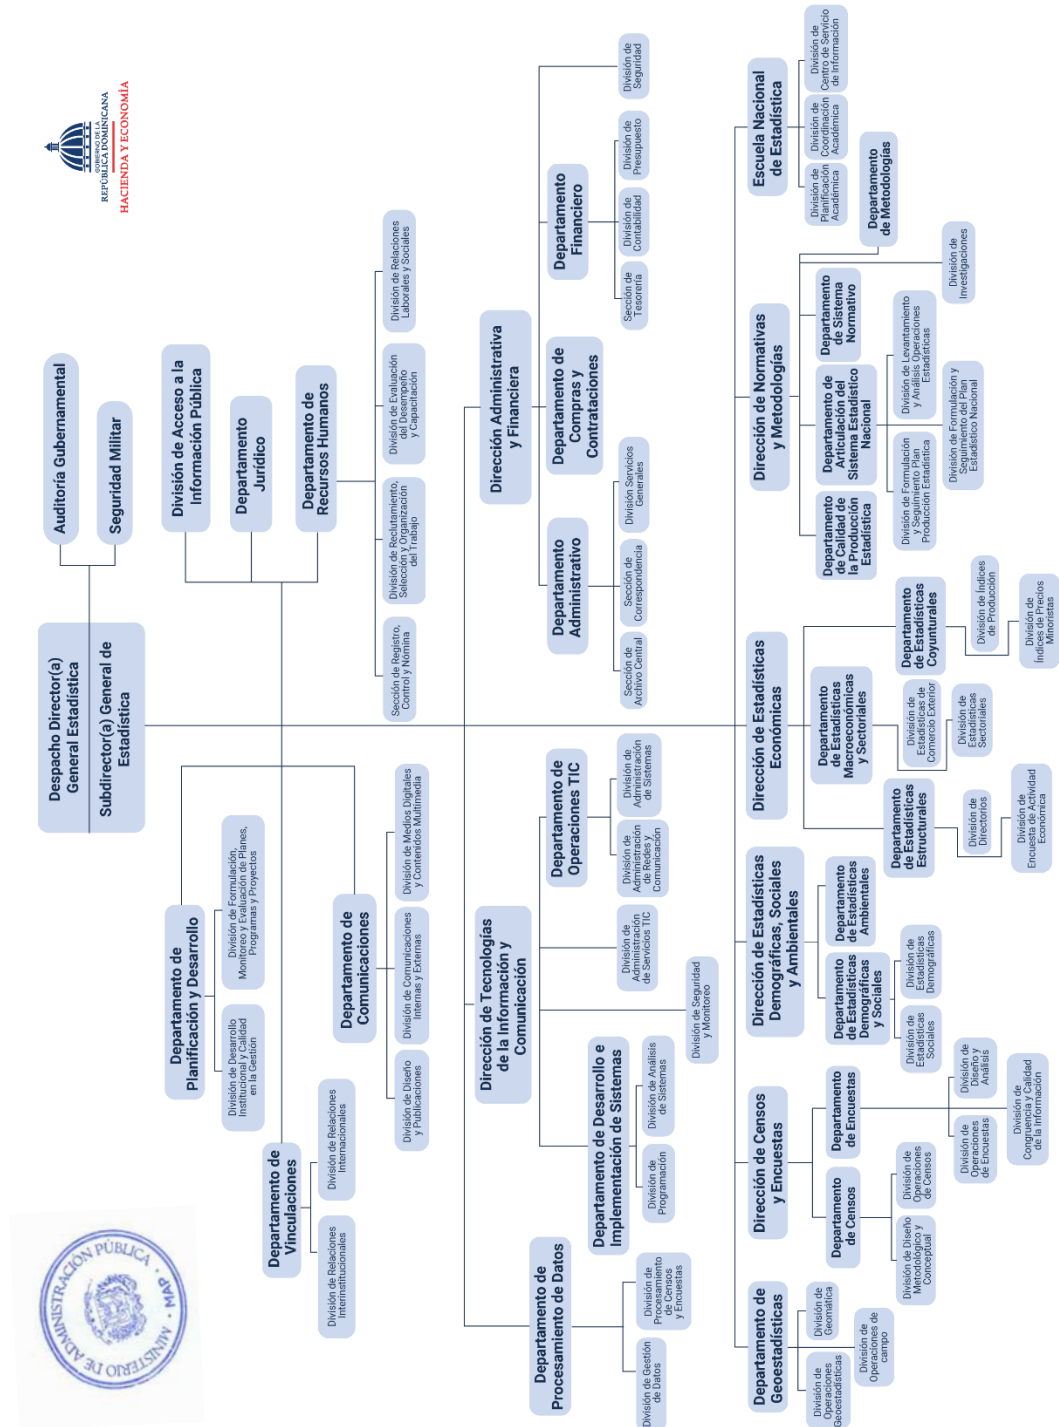 MINISTERIO DE ADMINISTRACIÓN PÚBLICA · MAP
GOBIERNO DE LA
REPÚBLICA DOMINICANA
HACIENDA Y ECONOMÍA
Despacho Director(a)
General Estadística
Subdirector(a) General de
Estadística
Auditoría Gubernamental
Seguridad Militar
Departamento de
Planificación y Desarrollo
División de Desarrollo
Institucional y Calidad
en la Gestión
División de Formulación,
Monitoreo y Evaluación de Planes,
Programas y Proyectos
Departamento de
Vinculaciones
División de Relaciones
Interinstitucionales
División de Relaciones
Internacionales
Departamento de
Comunicaciones
División de Diseño
y Publicaciones
División de Comunicaciones
Internas y Externas
División de Medios Digitales
y Contenidos Multimedia
División de Acceso a la
Información Pública
Departamento
Jurídico
Departamento de
Recursos Humanos
Sección de Registro,
Control y Nómina
División de Reclutamiento,
Selección y Organización
del Trabajo
División de Evaluación
del Desempeño
y Capacitación
División de Relaciones
Laborales y Sociales
Departamento de
Procesamiento de Datos
División de Gestión
de Datos
División de
Procesamiento
de Censos
y Encuestas
Dirección de Tecnologías
de la Información y
Comunicación
Departamento de Desarrollo e
Implementación de Sistemas
División de
Programación
División de Análisis
de Sistemas
División de Seguridad
y Monitoreo
División de
Administración
de Servicios TIC
Departamento de
Operaciones TIC
División de
Administración
de Redes y
Comunicación
División de
Administración
de Sistemas
Dirección Administrativa
y Financiera
Departamento
Administrativo
Sección de
Archivo Central
Sección de
Correspondencia
División Servicios
Generales
Departamento de
Compras y
Contrataciones
Departamento
Financiero
Sección de
Tesorería
División de
Contabilidad
División de
Presupuesto
División de
Seguridad
Departamento de
Geoestadísticas
División de
Operaciones
Geoestadísticas
División de
Geomática
División de
Operaciones de
campo
Dirección de Censos
y Encuestas
Departamento
de Censos
División de Diseño
Metodológico y
Conceptual
División de
Operaciones
de Censos
Departamento
de Encuestas
División de
Operaciones
de Encuestas
División de
Diseño y
Análisis
División de
Congruencia y Calidad
de la Información
Dirección de Estadísticas
Demográficas, Sociales
y Ambientales
Departamento
de Estadísticas
Demográficas
y Sociales
División de
Estadísticas
Sociales
División de
Estadísticas
Demográficas
Departamento
de Estadísticas
Ambientales
Dirección de Estadísticas
Económicas
Departamento
de Estadísticas
Estructurales
División de
Directorios
División de
Encuesta de Actividad
Económica
Departamento
de Estadísticas
Macroeconómicas
y Sectoriales
División de
Estadísticas de
Comercio Exterior
División de
Estadísticas
Sectoriales
Departamento
de Estadísticas
Coyunturales
División de Índices
de Producción
División de
Índices de Precios
Minoristas
Dirección de Normativas
y Metodologías
Departamento
de Calidad de
la Producción
Estadística
Departamento de
Articulación del
Sistema Estadístico
Nacional
División de Formulación
y Seguimiento Plan
Producción Estadística
División de Levantamiento
y Análisis Operaciones
Estadísticas
División de Formulación y
Seguimiento del Plan
Estadístico Nacional
Departamento
de Sistema
Normativo
Departamento
de Metodologías
División de
Investigaciones
Escuela Nacional
de Estadística
División de
Planificación
Académica
División de
Coordinación
Académica
División de
Centro de Servicio
de Información